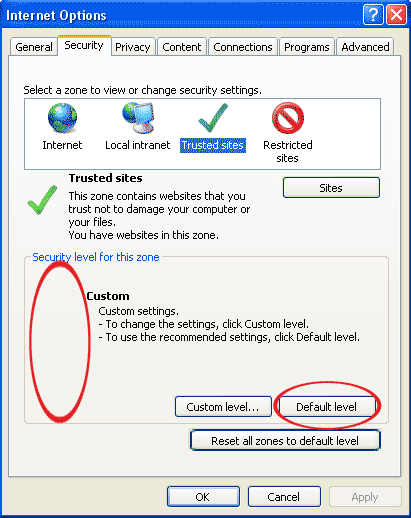 Internet Options
General Security Privacy Content Connections Programs Advanced
Select a zone to view or change security settings.
Internet Local intranet Trusted sites Restricted
sites
Trusted sites
Sites
This zone contains websites that you
trust not to damage your computer or
your files.
You have websites in this zone.
Security level for this zone
Custom
Custom settings.
- To change the settings, click Custom level.
- To use the recommended settings, click Default level.
Custom level... Default level
Reset all zones to default level
OK Cancel Apply